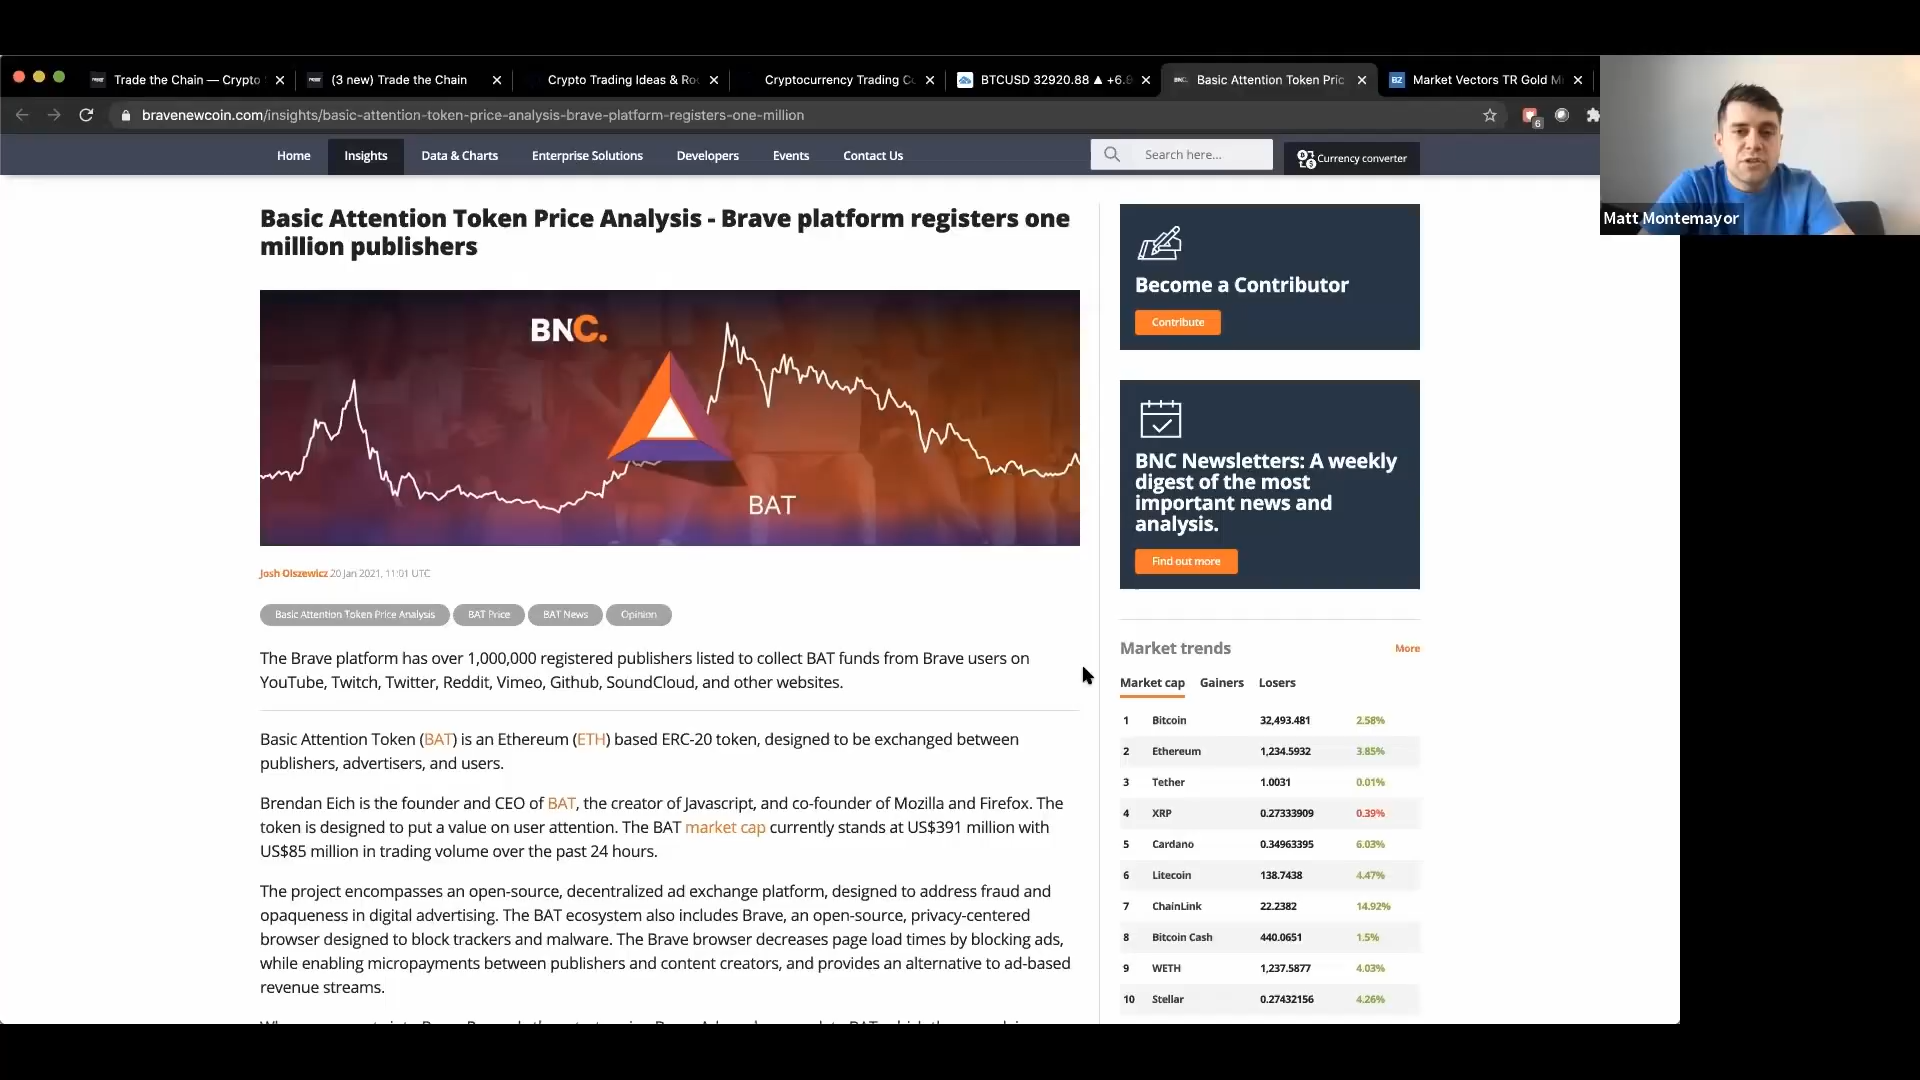 Trade the Chain — Crypto
(3 new) Trade the Chain
Crypto Trading Ideas & Ro
Cryptocurrency Trading C
BTCUSD 32920.88 ▲ +6.9
BNC.
Basic Attention Token Pric
BZ
Market Vectors TR Gold M
bravenewcoin.com/insights/basic-attention-token-price-analysis-brave-platform-registers-one-million
6
Home
Insights
Data & Charts
Enterprise Solutions
Developers
Events
Contact Us
Search here...
Currency converter
Matt Montemayor
Basic Attention Token Price Analysis - Brave platform registers one
million publishers
BNC.
BAT
Josh Olszewicz 20 Jan 2021, 11:01 UTC
Basic Attention Token Price Analysis
BAT Price
BAT News
Opinion
The Brave platform has over 1,000,000 registered publishers listed to collect BAT funds from Brave users on
YouTube, Twitch, Twitter, Reddit, Vimeo, Github, SoundCloud, and other websites.
Basic Attention Token (BAT) is an Ethereum (ETH) based ERC-20 token, designed to be exchanged between
publishers, advertisers, and users.
Brendan Eich is the founder and CEO of BAT, the creator of Javascript, and co-founder of Mozilla and Firefox. The
token is designed to put a value on user attention. The BAT market cap currently stands at US$391 million with
US$85 million in trading volume over the past 24 hours.
The project encompasses an open-source, decentralized ad exchange platform, designed to address fraud and
opaqueness in digital advertising. The BAT ecosystem also includes Brave, an open-source, privacy-centered
browser designed to block trackers and malware. The Brave browser decreases page load times by blocking ads,
while enabling micropayments between publishers and content creators, and provides an alternative to ad-based
revenue streams.
Become a Contributor
Contribute
BNC Newsletters: A weekly
digest of the most
important news and
analysis.
Find out more
Market trends
More
Market cap
Gainers
Losers
1 Bitcoin 32,493.481 2.58%
2 Ethereum 1,234.5932 3.85%
3 Tether 1.0031 0.01%
4 XRP 0.27333909 0.39%
5 Cardano 0.34963395 6.03%
6 Litecoin 138.7438 4.47%
7 ChainLink 22.2382 14.92%
8 Bitcoin Cash 440.0651 1.5%
9 WETH 1,237.5877 4.03%
10 Stellar 0.27432156 4.26%